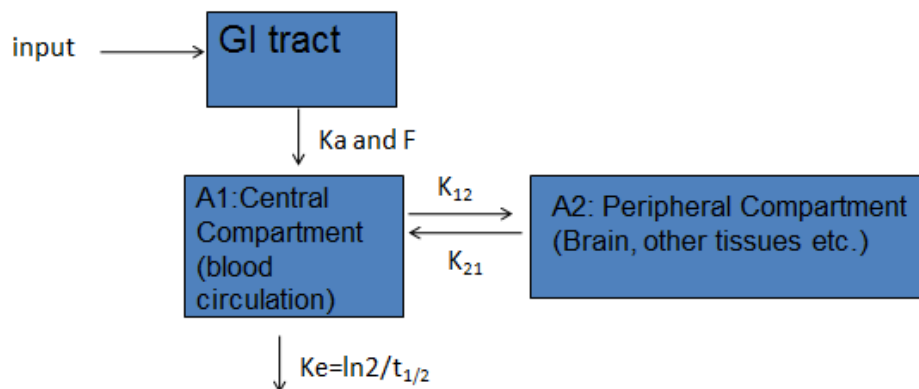 input
GI tract
Ka and F
A1:Central
Compartment
(blood
circulation)
K₁₂
K₂₁
A2: Peripheral Compartment
(Brain, other tissues etc.)
Ke=ln2/t₁/₂